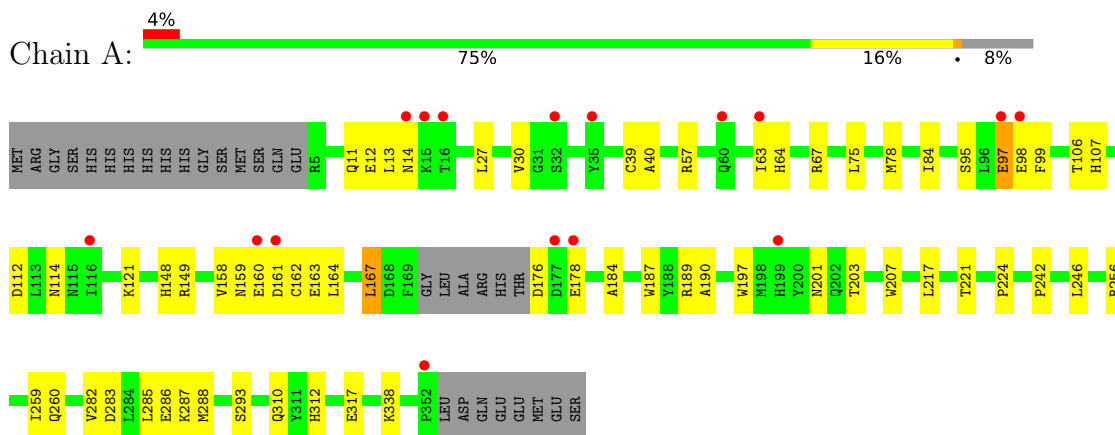 4%
Chain A:
75% 16% • 8%
MET ARG GLY SER HIS HIS HIS HIS HIS HIS GLY SER MET SER GLN GLU R5 Q11 E12 L13 N14 K15 T16 L27 V30 G31 S32 Y35 C39 A40 R57 Q60 I63 H64 R67 L75 M78 I84 S95 L96 E97 E98 F99 T106 H107
D112 L113 N114 N115 I116 K121 H148 R149 V158 N159 E160 D161 C162 E163 L164 L167 D168 F169 GLY LEU ALA ARG HIS THR D176 D177 E178 A184 W187 Y188 R189 A190 W197 M198 H199 Y200 N201 Q202 T203 W207 L217 T221 P224 P242 L246
I259 Q260 V282 D283 L284 L285 E286 K287 M288 S293 Q310 Y311 H312 E317 K338 P352 LEU ASP GLN GLU GLU MET GLU SER